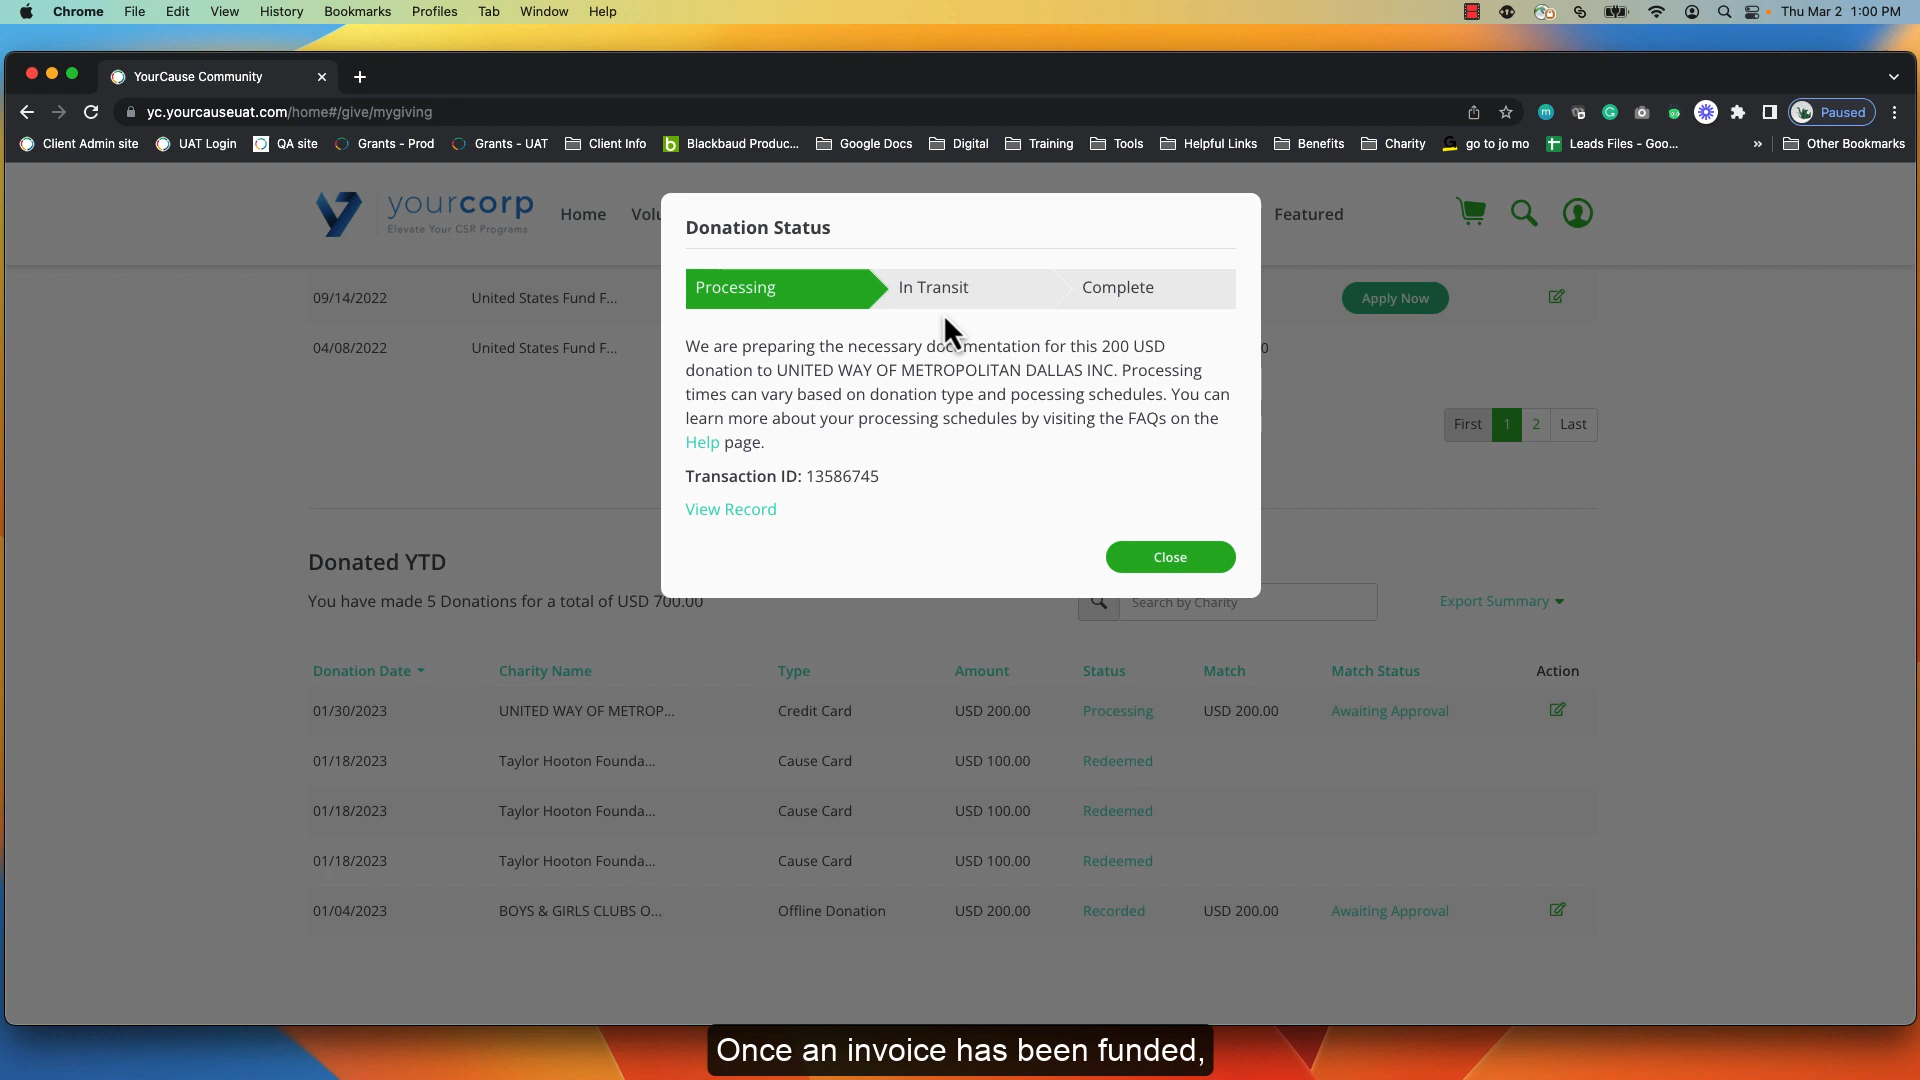 Chrome File Edit View History Bookmarks Profiles Tab Window Help Thu Mar 2 1:00 PM
YourCause Community
yc.yourcauseuat.com/home#/give/mygiving Paused
Client Admin site UAT Login QA site Grants - Prod Grants - UAT Client Info Blackbaud Produc... Google Docs Digital Training Tools Helpful Links Benefits Charity go to jo mo Leads Files - Goo... » Other Bookmarks
yourcorp
Elevate Your CSR Programs
Home Volu Featured
Donation Status
Processing In Transit Complete
We are preparing the necessary documentation for this 200 USD
donation to UNITED WAY OF METROPOLITAN DALLAS INC. Processing
times can vary based on donation type and pocessing schedules. You can
learn more about your processing schedules by visiting the FAQs on the
Help page.
Transaction ID: 13586745
View Record
Close
09/14/2022 United States Fund F... Apply Now
04/08/2022 United States Fund F... 0
First 1 2 Last
Donated YTD
You have made 5 Donations for a total of USD 700.00 Search by Charity Export Summary
Donation Date Charity Name Type Amount Status Match Match Status Action
01/30/2023 UNITED WAY OF METROP... Credit Card USD 200.00 Processing USD 200.00 Awaiting Approval
01/18/2023 Taylor Hooton Founda... Cause Card USD 100.00 Redeemed
01/18/2023 Taylor Hooton Founda... Cause Card USD 100.00 Redeemed
01/18/2023 Taylor Hooton Founda... Cause Card USD 100.00 Redeemed
01/04/2023 BOYS & GIRLS CLUBS O... Offline Donation USD 200.00 Recorded USD 200.00 Awaiting Approval
Once an invoice has been funded,